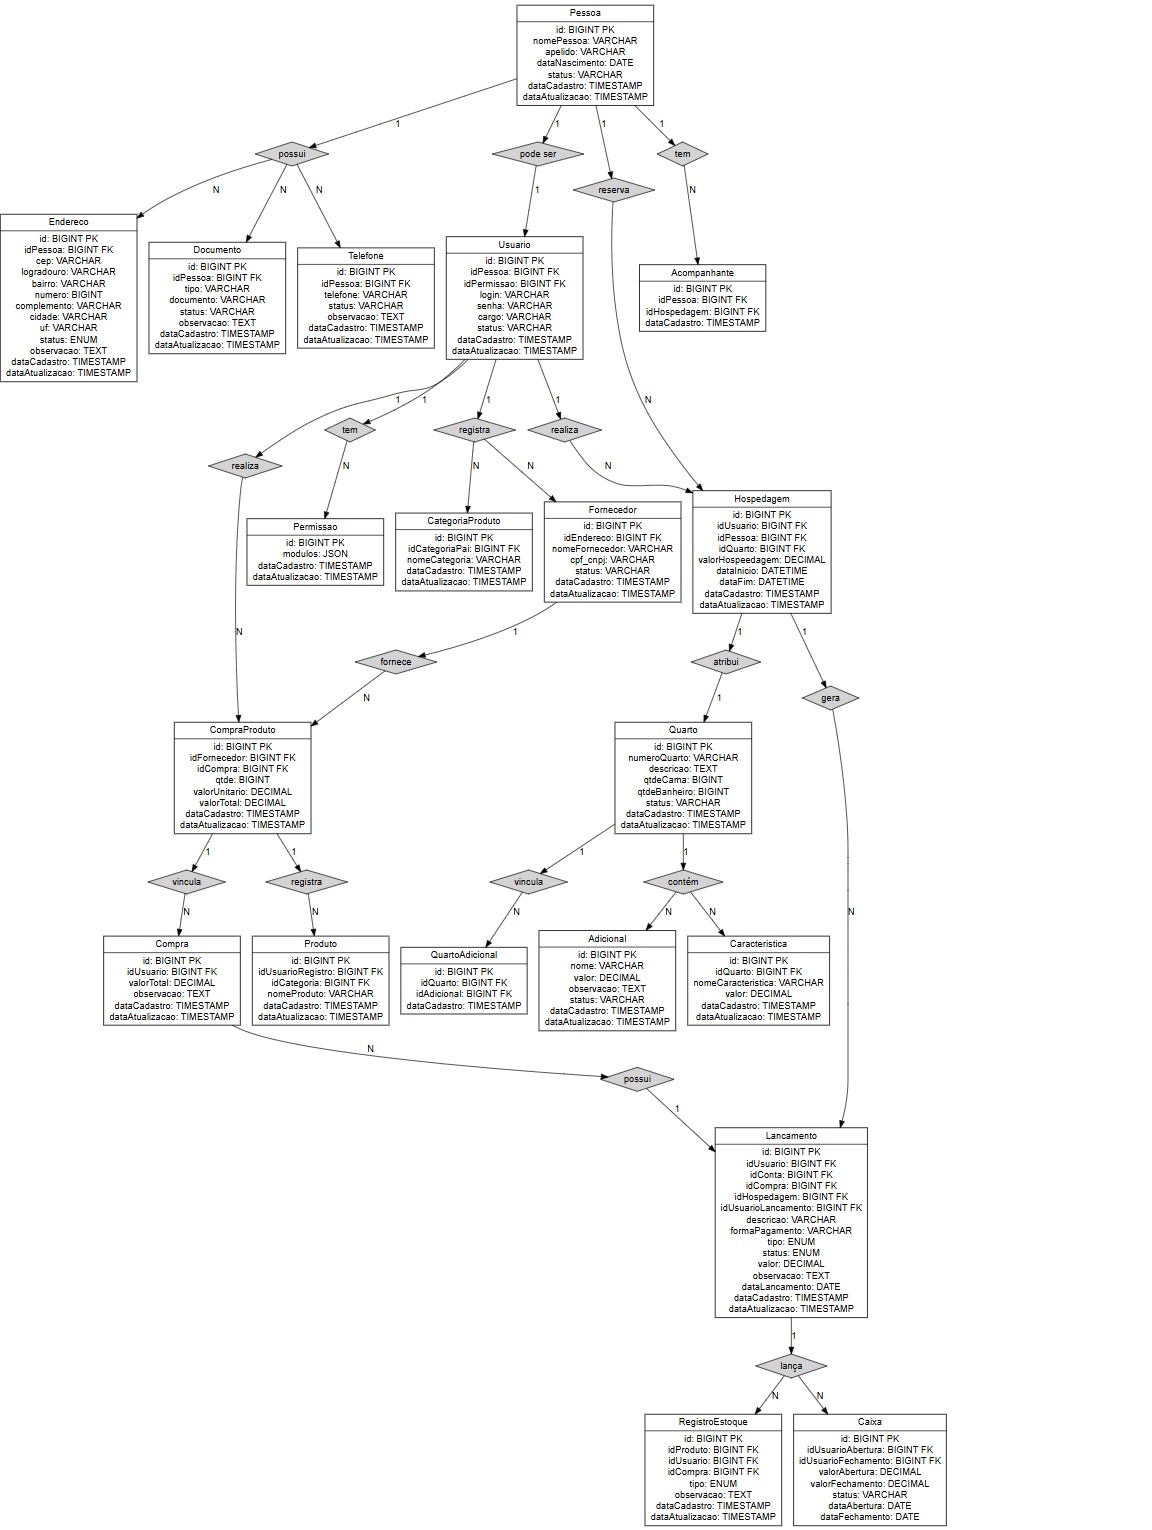 Pessoa
id: BIGINT PK
nomePessoa: VARCHAR
apelido: VARCHAR
dataNascimento: DATE
status: VARCHAR
dataCadastro: TIMESTAMP
dataAtualizacao: TIMESTAMP
1
1
1
1
possui
pode ser
reserva
tem
N
N
N
1
N
Endereco
id: BIGINT PK
idPessoa: BIGINT FK
cep: VARCHAR
logradouro: VARCHAR
bairro: VARCHAR
numero: BIGINT
complemento: VARCHAR
cidade: VARCHAR
uf: VARCHAR
status: ENUM
observacao: TEXT
dataCadastro: TIMESTAMP
dataAtualizacao: TIMESTAMP
Documento
id: BIGINT PK
idPessoa: BIGINT FK
tipo: VARCHAR
documento: VARCHAR
status: VARCHAR
observacao: TEXT
dataCadastro: TIMESTAMP
dataAtualizacao: TIMESTAMP
Telefone
id: BIGINT PK
idPessoa: BIGINT FK
telefone: VARCHAR
status: VARCHAR
observacao: TEXT
dataCadastro: TIMESTAMP
dataAtualizacao: TIMESTAMP
Usuario
id: BIGINT PK
idPessoa: BIGINT FK
idPermissao: BIGINT FK
login: VARCHAR
senha: VARCHAR
cargo: VARCHAR
status: VARCHAR
dataCadastro: TIMESTAMP
dataAtualizacao: TIMESTAMP
Acompanhante
id: BIGINT PK
idPessoa: BIGINT FK
idHospedagem: BIGINT FK
dataCadastro: TIMESTAMP
1
1
1
1
N
realiza
tem
registra
realiza
N
N
N
N
Permissao
id: BIGINT PK
modulos: JSON
dataCadastro: TIMESTAMP
dataAtualizacao: TIMESTAMP
CategoriaProduto
id: BIGINT PK
idCategoriaPai: BIGINT FK
nomeCategoria: VARCHAR
dataCadastro: TIMESTAMP
dataAtualizacao: TIMESTAMP
Fornecedor
id: BIGINT PK
idEndereco: BIGINT FK
nomeFornecedor: VARCHAR
cpf_cnpj: VARCHAR
status: VARCHAR
dataCadastro: TIMESTAMP
dataAtualizacao: TIMESTAMP
Hospedagem
id: BIGINT PK
idUsuario: BIGINT FK
idPessoa: BIGINT FK
idQuarto: BIGINT FK
valorHospeedagem: DECIMAL
dataInicio: DATETIME
dataFim: DATETIME
dataCadastro: TIMESTAMP
dataAtualizacao: TIMESTAMP
N
1
1
1
fornece
atribui
gera
N
1
CompraProduto
id: BIGINT PK
idFornecedor: BIGINT FK
idCompra: BIGINT FK
qtde: BIGINT
valorUnitario: DECIMAL
valorTotal: DECIMAL
dataCadastro: TIMESTAMP
dataAtualizacao: TIMESTAMP
Quarto
id: BIGINT PK
numeroQuarto: VARCHAR
descricao: TEXT
qtdeCama: BIGINT
qtdeBanheiro: BIGINT
status: VARCHAR
dataCadastro: TIMESTAMP
dataAtualizacao: TIMESTAMP
1
1
1
1
vincula
registra
vincula
contém
N
N
N
N
N
N
Compra
id: BIGINT PK
idUsuario: BIGINT FK
valorTotal: DECIMAL
observacao: TEXT
dataCadastro: TIMESTAMP
dataAtualizacao: TIMESTAMP
Produto
id: BIGINT PK
idUsuarioRegistro: BIGINT FK
idCategoria: BIGINT FK
nomeProduto: VARCHAR
dataCadastro: TIMESTAMP
dataAtualizacao: TIMESTAMP
QuartoAdicional
id: BIGINT PK
idQuarto: BIGINT FK
idAdicional: BIGINT FK
dataCadastro: TIMESTAMP
Adicional
id: BIGINT PK
nome: VARCHAR
valor: DECIMAL
observacao: TEXT
status: VARCHAR
dataCadastro: TIMESTAMP
dataAtualizacao: TIMESTAMP
Caracteristica
id: BIGINT PK
idQuarto: BIGINT FK
nomeCaracteristica: VARCHAR
valor: DECIMAL
dataCadastro: TIMESTAMP
dataAtualizacao: TIMESTAMP
N
possui
1
Lancamento
id: BIGINT PK
idUsuario: BIGINT FK
idConta: BIGINT FK
idCompra: BIGINT FK
idHospedagem: BIGINT FK
idUsuarioLancamento: BIGINT FK
descricao: VARCHAR
formaPagamento: VARCHAR
tipo: ENUM
status: ENUM
valor: DECIMAL
observacao: TEXT
dataLancamento: DATE
dataCadastro: TIMESTAMP
dataAtualizacao: TIMESTAMP
1
lança
N
N
RegistroEstoque
id: BIGINT PK
idProduto: BIGINT FK
idUsuario: BIGINT FK
idCompra: BIGINT FK
tipo: ENUM
observacao: TEXT
dataCadastro: TIMESTAMP
dataAtualizacao: TIMESTAMP
Caixa
id: BIGINT PK
idUsuarioAbertura: BIGINT FK
idUsuarioFechamento: BIGINT FK
valorAbertura: DECIMAL
valorFechamento: DECIMAL
status: VARCHAR
dataAbertura: DATE
dataFechamento: DATE